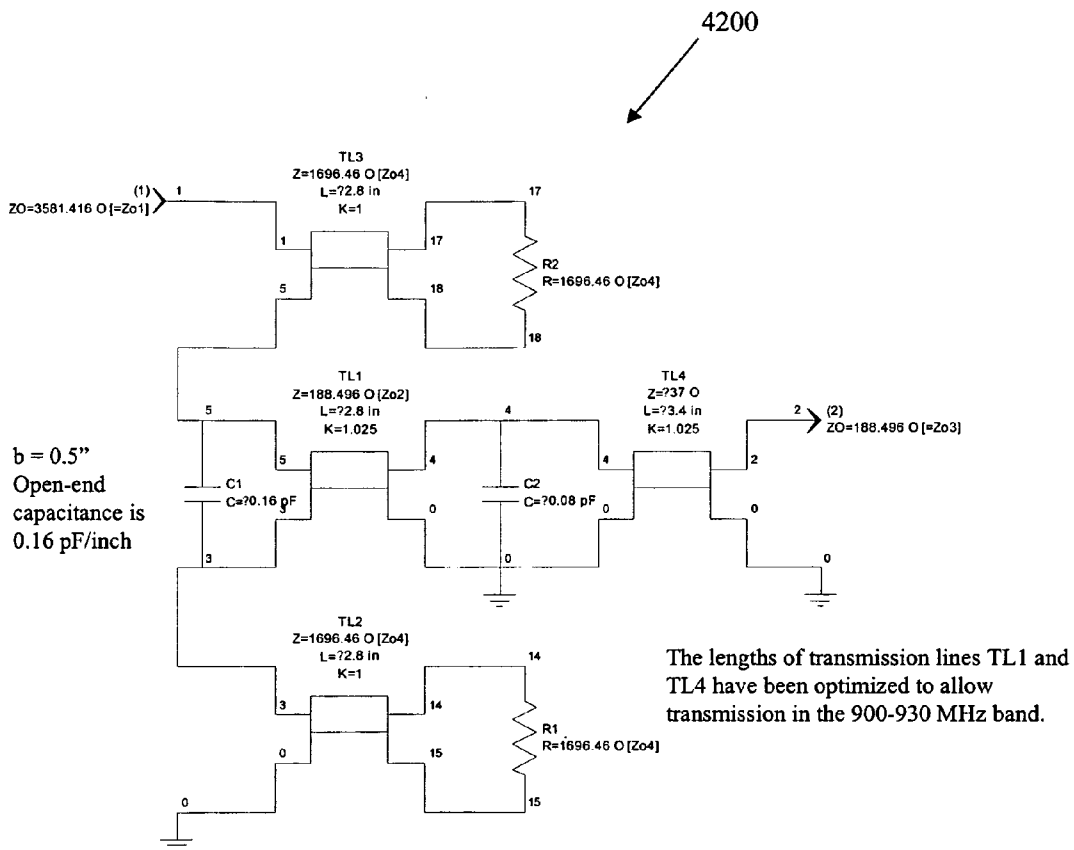 4200
TL3
Z=1696.46 O [Zo4]
L=?2.8 in
K=1
(1)
1
ZO=3581.416 O [=Zo1]
17
1
17
R2
R=1696.46 O [Zo4]
5
18
18
TL1
Z=188.496 O [Zo2]
L=?2.8 in
K=1.025
TL4
Z=?37 O
L=?3.4 in
K=1.025
5
4
2
(2)
ZO=188.496 O [=Zo3]
5
4
4
2
b = 0.5”
Open-end
capacitance is
0.16 pF/inch
C1
C=?0.16 pF
C2
C=?0.08 pF
3
0
0
0
3
0
0
TL2
Z=1696.46 O [Zo4]
L=?2.8 in
K=1
14
3
14
R1
R=1696.46 O [Zo4]
0
15
0
15
The lengths of transmission lines TL1 and
TL4 have been optimized to allow
transmission in the 900-930 MHz band.